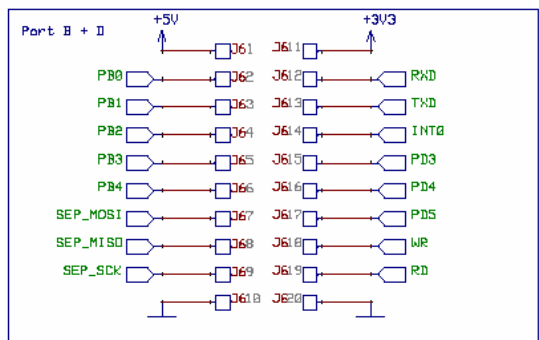 +5V +3V3
Port B + D
J61 J611
PB0 J62 J612 RXD
PB1 J63 J613 TXD
PB2 J64 J614 INT0
PB3 J65 J615 PD3
PB4 J66 J616 PD4
SEP_MOSI J67 J617 PD5
SEP_MISO J68 J618 WR
SEP_SCK J69 J619 RD
J610 J620